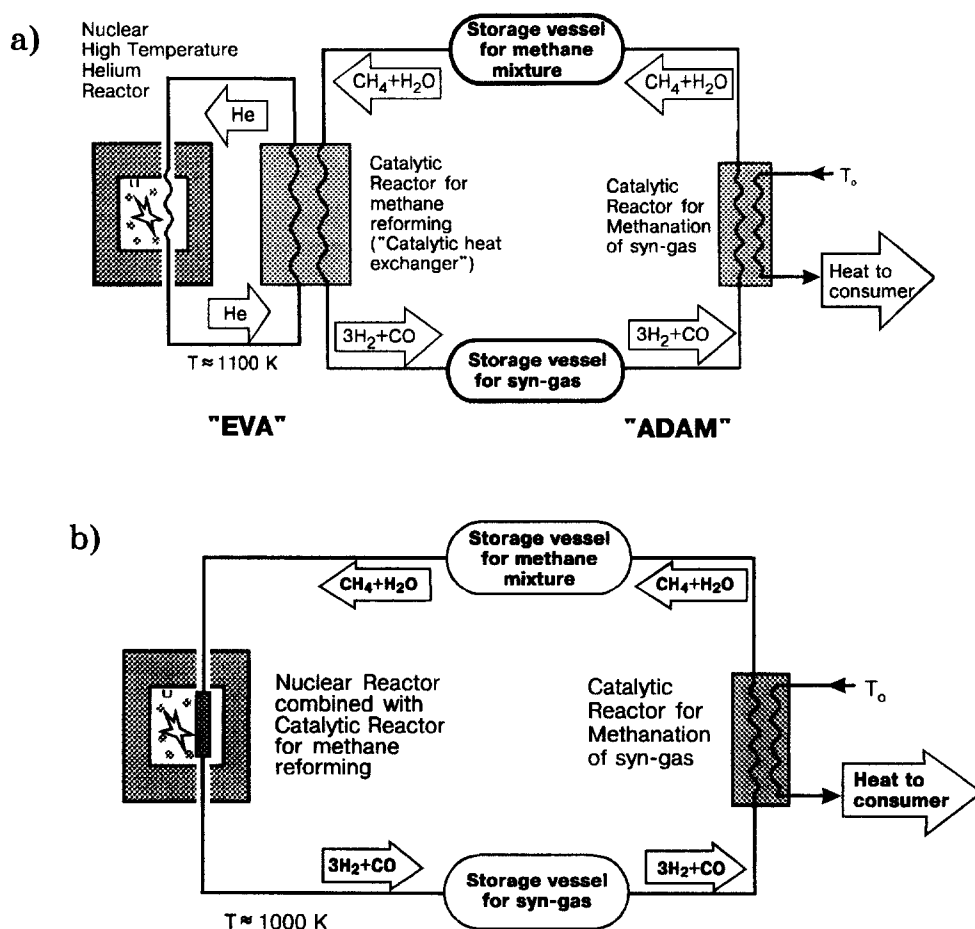 a)
Nuclear
High Temperature
Helium
Reactor
Storage vessel
for methane
mixture
CH₄+H₂O
CH₄+H₂O
He
U
Catalytic
Reactor for
methane
reforming
("Catalytic heat
exchanger")
Catalytic
Reactor for
Methanation
of syn-gas
T₀
Heat to
consumer
He
3H₂+CO
3H₂+CO
T ≈ 1100 K
Storage vessel
for syn-gas
"EVA"
"ADAM"
b)
Storage vessel
for methane
mixture
CH₄+H₂O
CH₄+H₂O
U
Nuclear Reactor
combined with
Catalytic Reactor
for methane
reforming
Catalytic
Reactor for
Methanation
of syn-gas
T₀
Heat to
consumer
3H₂+CO
3H₂+CO
Storage vessel
for syn-gas
T ≈ 1000 K